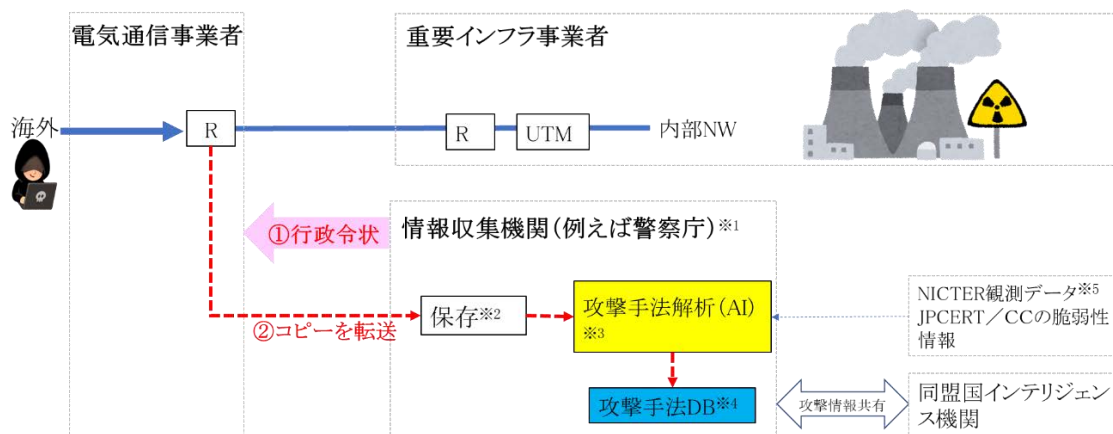 電気通信事業者
重要インフラ事業者
海外
R
R
UTM
内部NW
①行政令状
情報収集機関(例えば警察庁)※1
保存※2
攻撃手法解析(AI)
※3
②コピーを転送
NICTER観測データ※5
JPCERT/CCの脆弱性
情報
攻撃手法DB※4
攻撃情報共有
同盟国インテリジェン
ス機関